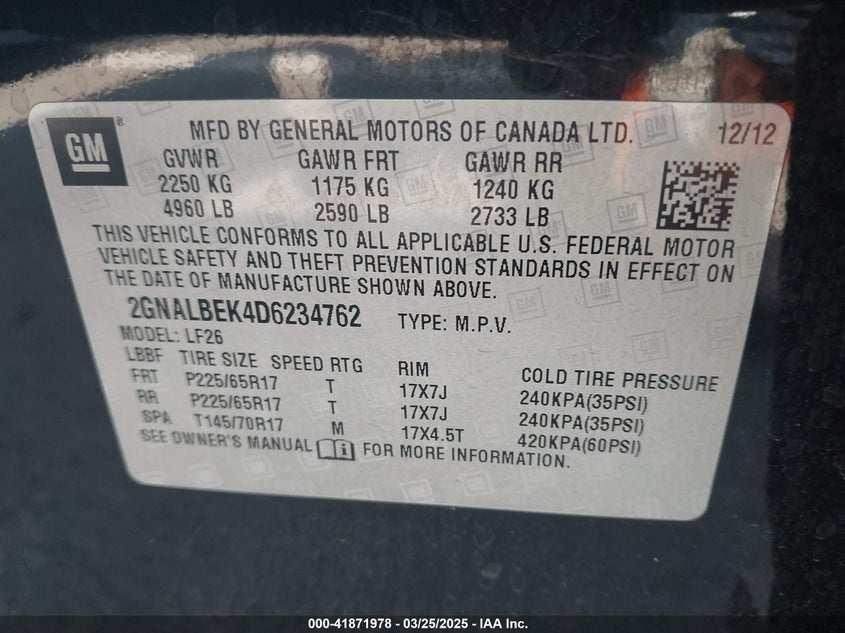 GM®
MFD BY GENERAL MOTORS OF CANADA LTD. 12/12
GVWR GAWR FRT GAWR RR
2250 KG 1175 KG 1240 KG
4960 LB 2590 LB 2733 LB
THIS VEHICLE CONFORMS TO ALL APPLICABLE U.S. FEDERAL MOTOR
VEHICLE SAFETY AND THEFT PREVENTION STANDARDS IN EFFECT ON
THE DATE OF MANUFACTURE SHOWN ABOVE.
2GNALBEK4D6234762 TYPE: M.P.V.
MODEL: LF26
LBBF TIRE SIZE SPEED RTG RIM COLD TIRE PRESSURE
FRT P225/65R17 T 17X7J 240KPA(35PSI)
RR P225/65R17 T 17X7J 240KPA(35PSI)
SPA T145/70R17 M 17X4.5T 420KPA(60PSI)
SEE OWNER'S MANUAL FOR MORE INFORMATION.
000-41871978 - 03/25/2025 - IAA Inc.